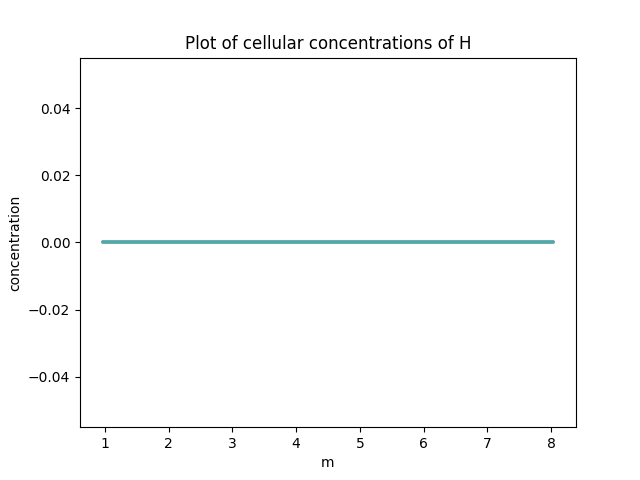 Plot of cellular concentrations of H
0.04
0.02
0.00
−0.02
−0.04
concentration
1 2 3 4 5 6 7 8
m